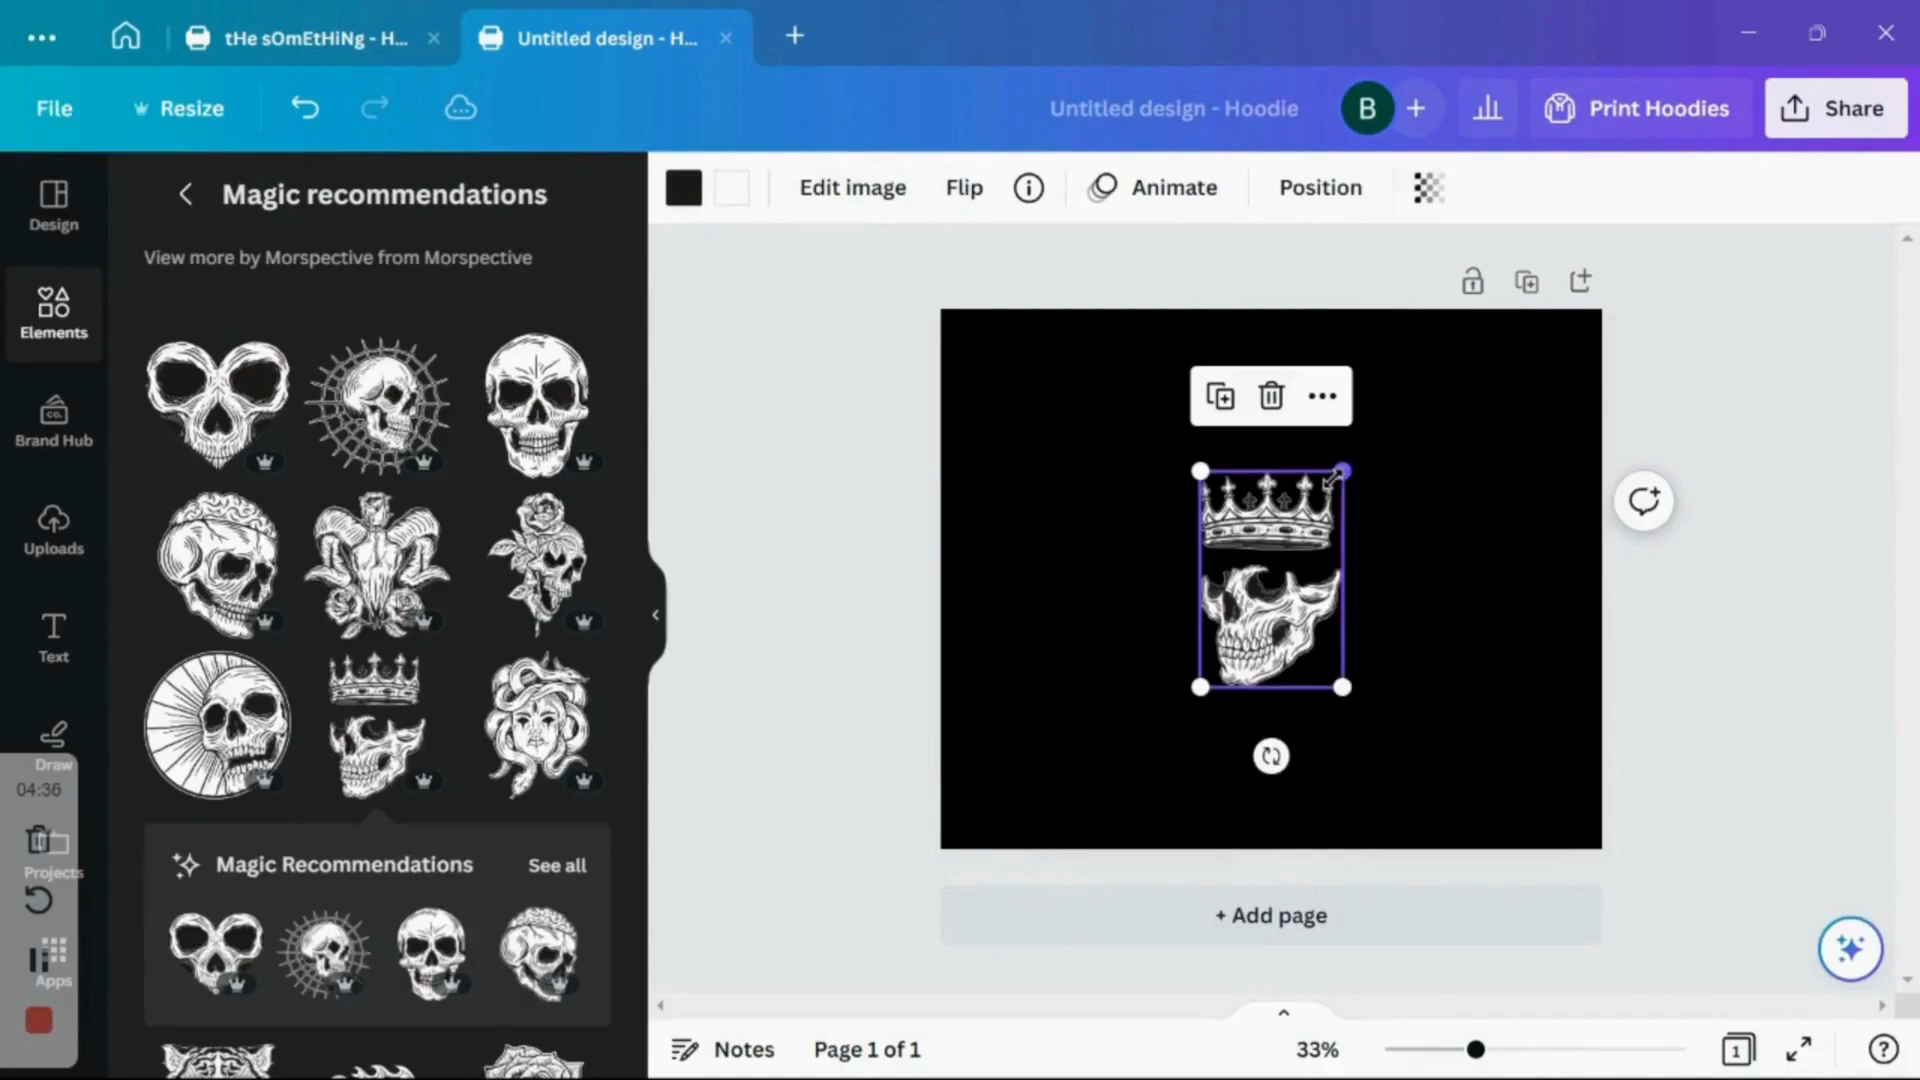 tHe sOmEtHiNg - H...
Untitled design - H...
File
Resize
Untitled design - Hoodie
B
Print Hoodies
Share
Design
Elements
CO.
Brand Hub
Uploads
Text
Draw
04:36
Projects
Apps
Magic recommendations
View more by Morspective from Morspective
Magic Recommendations
See all
Edit image
Flip
Animate
Position
+ Add page
Notes
Page 1 of 1
33%
1